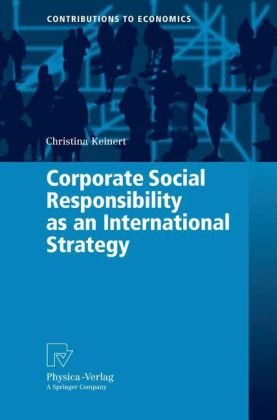 CONTRIBUTIONS TO ECONOMICS
Christina Keinert
Corporate Social
Responsibility
as an International
Strategy
Physica-Verlag
A Springer Company